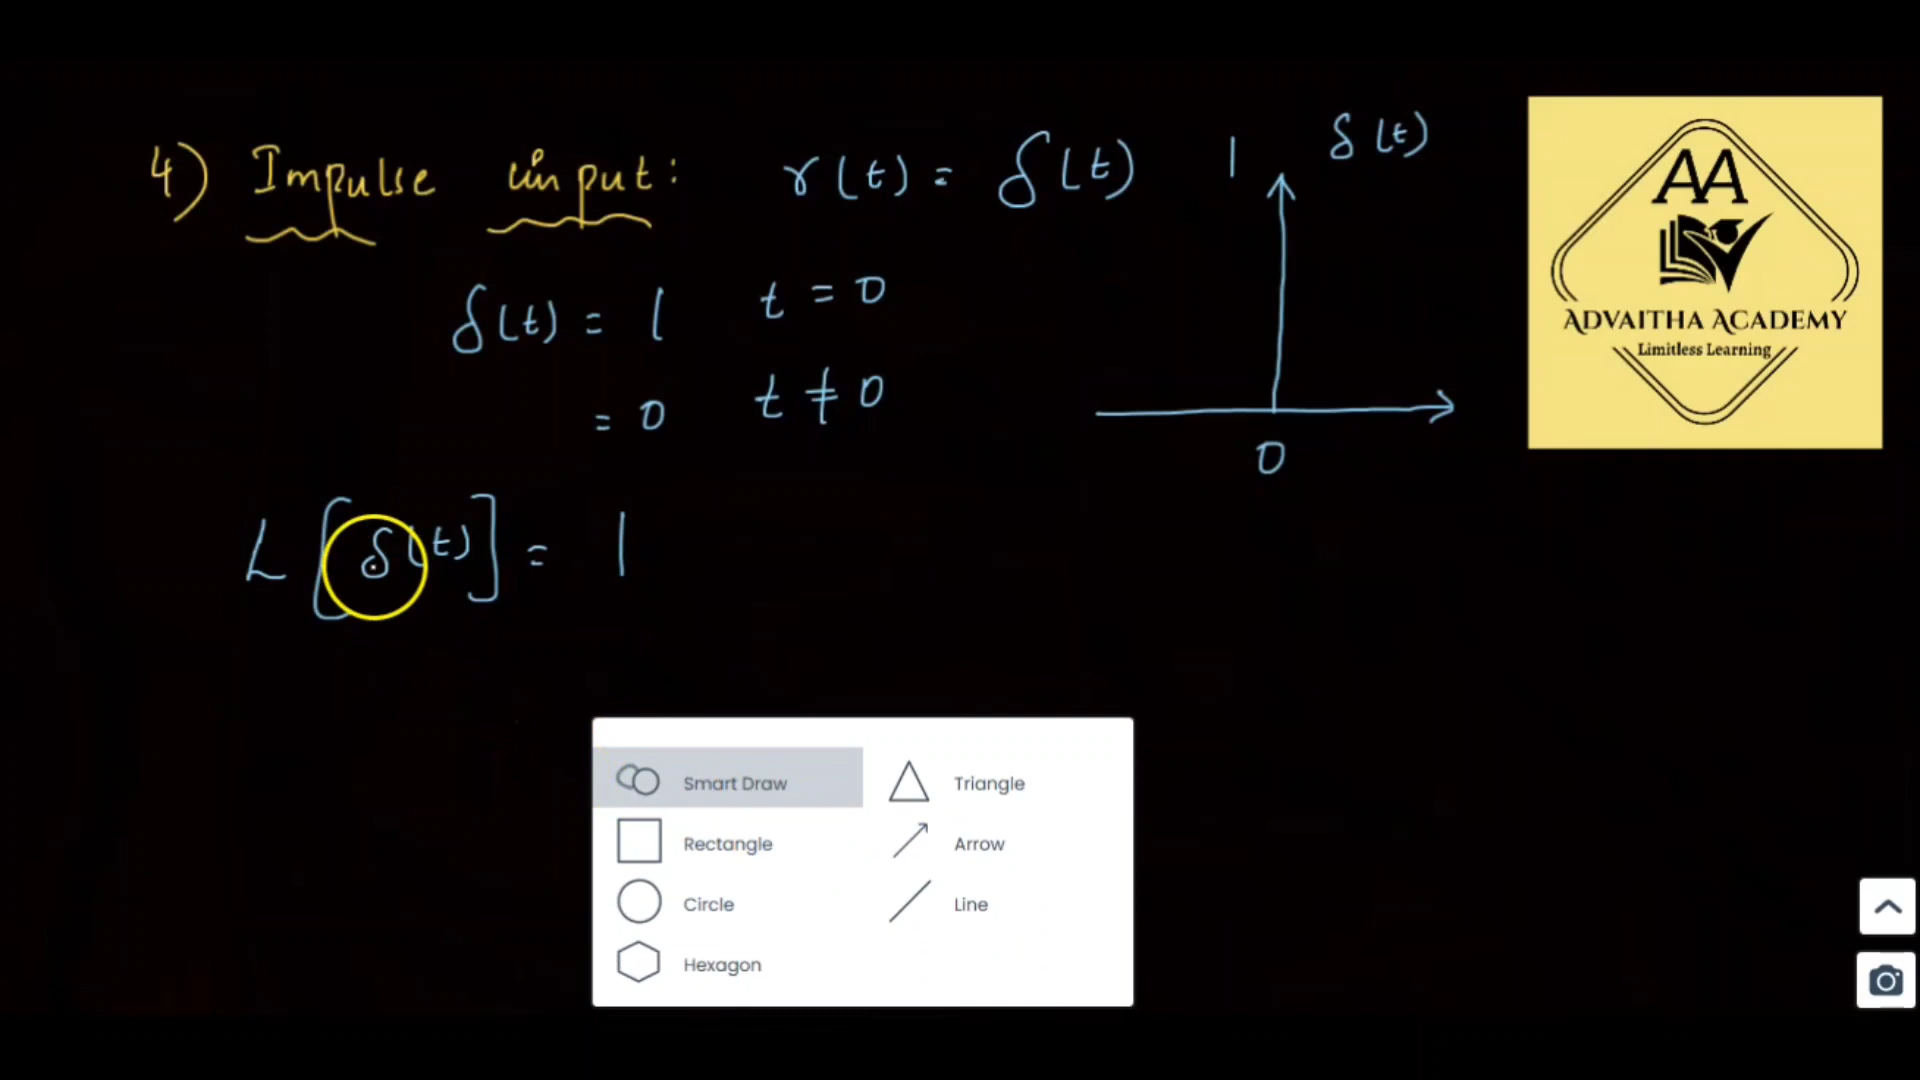 4) Impulse input: r(t) = δ(t)
1 δ(t)
δ(t) = 1 t = 0
= 0 t ≠ 0
0
L[δ(t)] = 1
AA
ADVAITHA ACADEMY
Limitless Learning
Smart Draw
Triangle
Rectangle
Arrow
Circle
Line
Hexagon